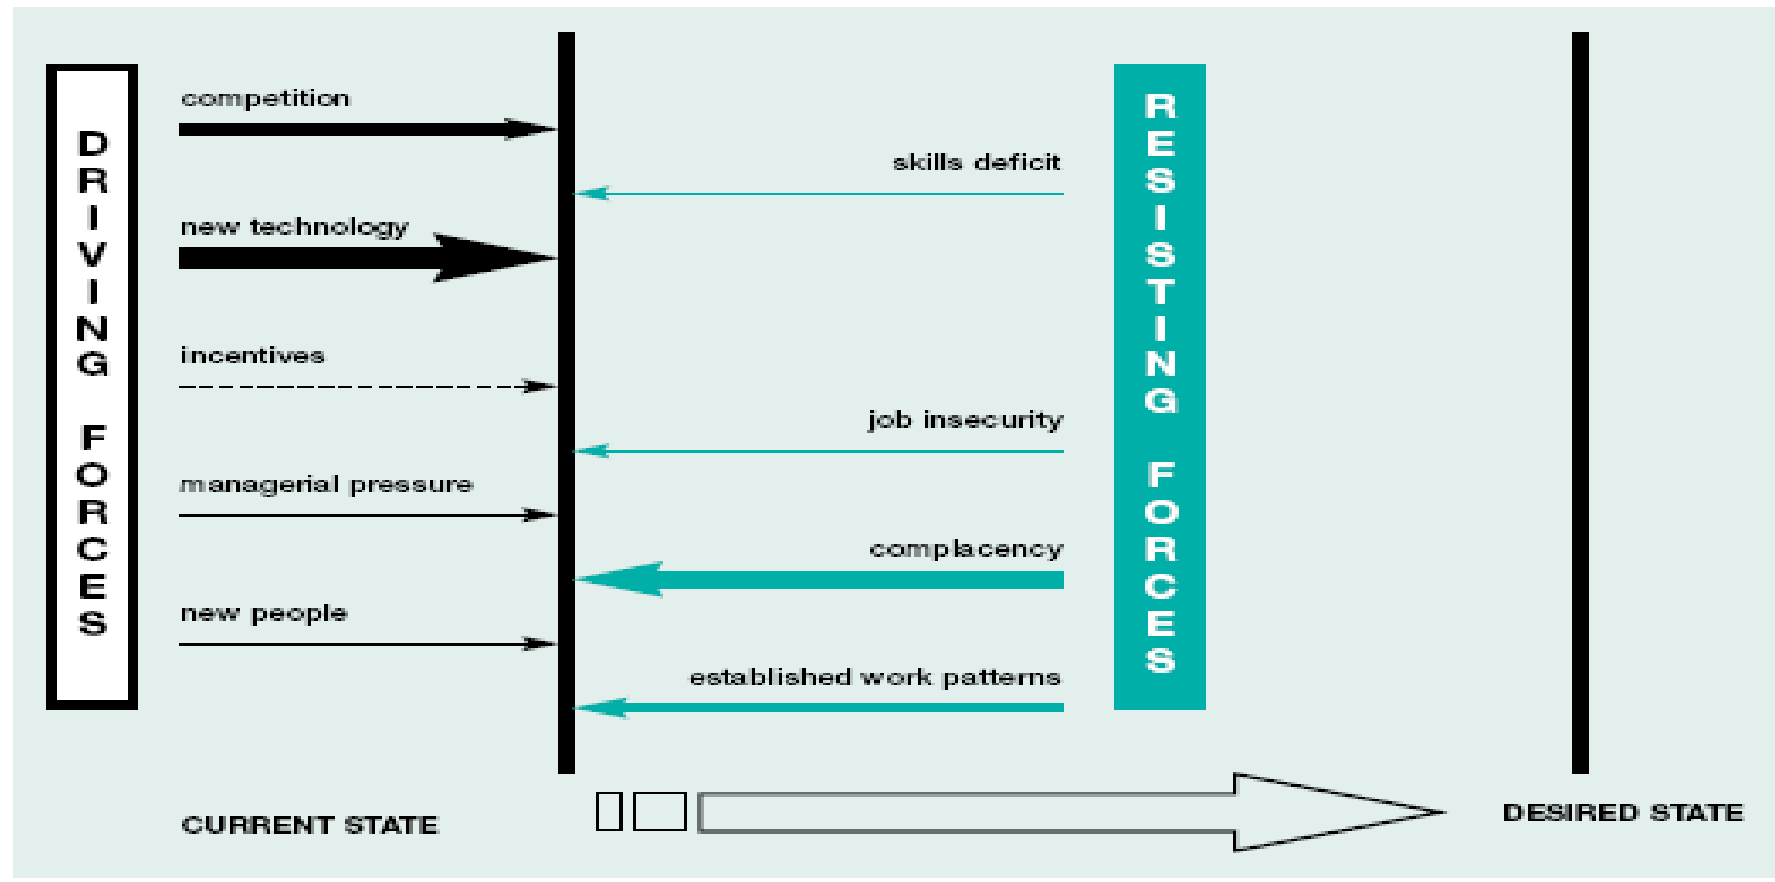 DRIVING FORCES
competition
new technology
incentives
managerial pressure
new people
skills deficit
job insecurity
complacency
established work patterns
RESISTING FORCES
CURRENT STATE
DESIRED STATE